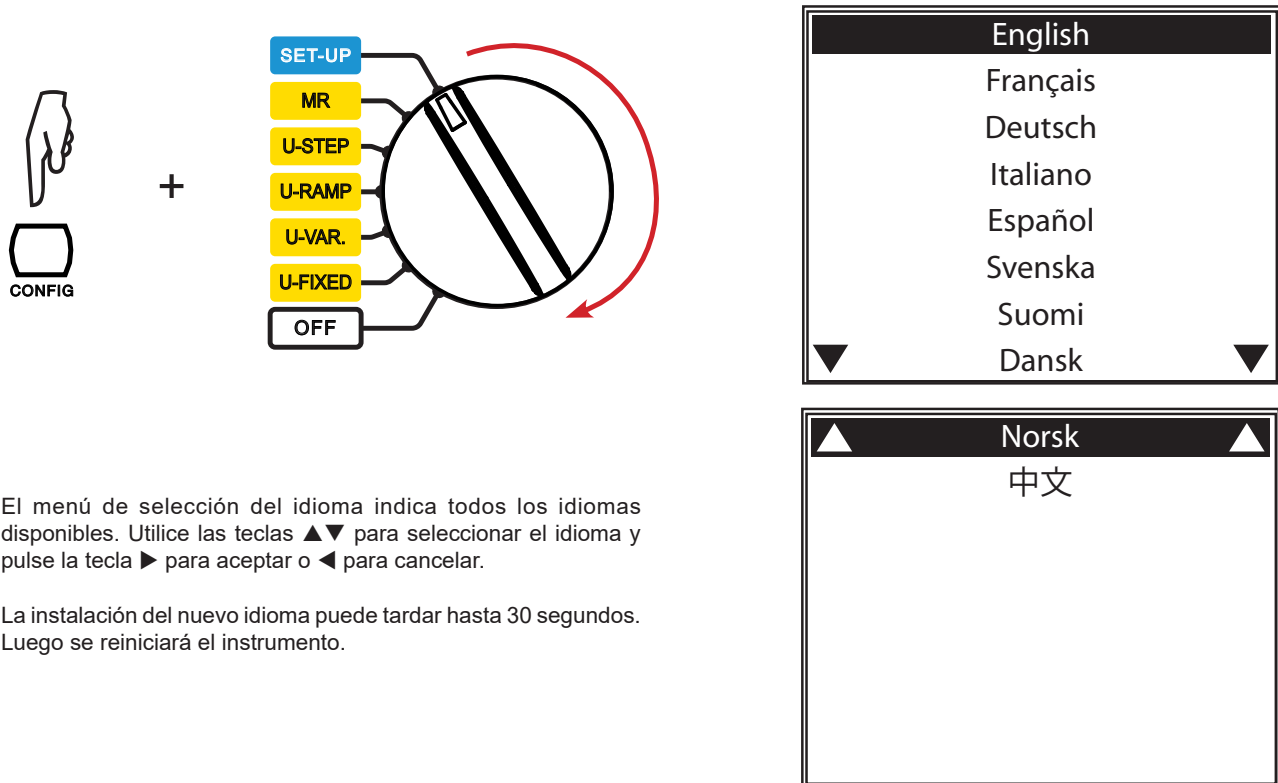 SET-UP
MR
U-STEP
U-RAMP
U-VAR.
U-FIXED
OFF
+
CONFIG
English
Français
Deutsch
Italiano
Español
Svenska
Suomi
▼ Dansk ▼
▲ Norsk ▲
中文
El menú de selección del idioma indica todos los idiomas
disponibles. Utilice las teclas ▲▼ para seleccionar el idioma y
pulse la tecla ▶ para aceptar o ◀ para cancelar.
La instalación del nuevo idioma puede tardar hasta 30 segundos.
Luego se reiniciará el instrumento.